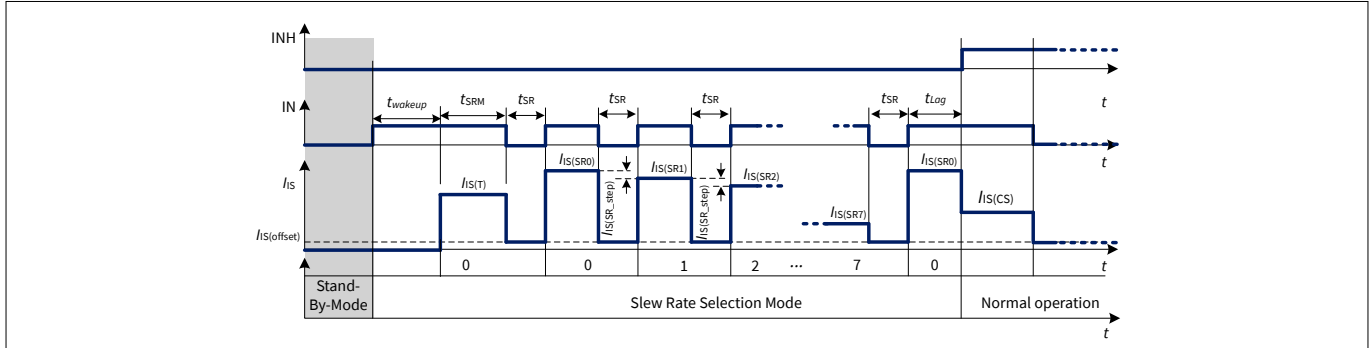 INH
t
IN
twakeup
tSRM
tSR
tSR
tSR
tSR
tLag
t
IIS
IIS(T)
IIS(SR0)
IIS(SR_step)
IIS(SR1)
IIS(SR_step)
IIS(SR2)
IIS(SR7)
IIS(SR0)
IIS(CS)
IIS(offset)
0 0 1 2 ... 7 0
t
Stand-
By-Mode
Slew Rate Selection Mode
Normal operation
t